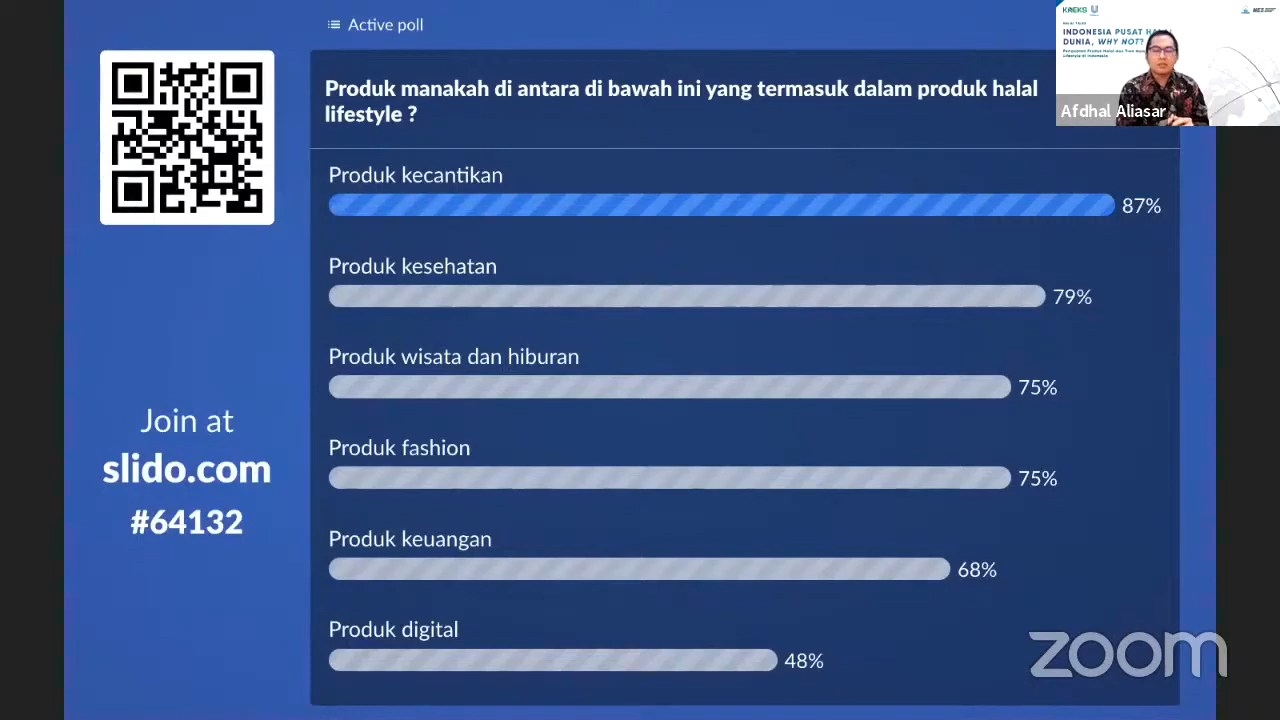 Active poll
Produk manakah di antara di bawah ini yang termasuk dalam produk halal
lifestyle ?
Produk kecantikan
87%
Produk kesehatan
79%
Produk wisata dan hiburan
75%
Produk fashion
75%
Produk keuangan
68%
Produk digital
48%
Join at
slido.com
#64132
INDONESIA PUSAT
DUNIA, WHY NOT?
Afdhal Aliasar
zoom